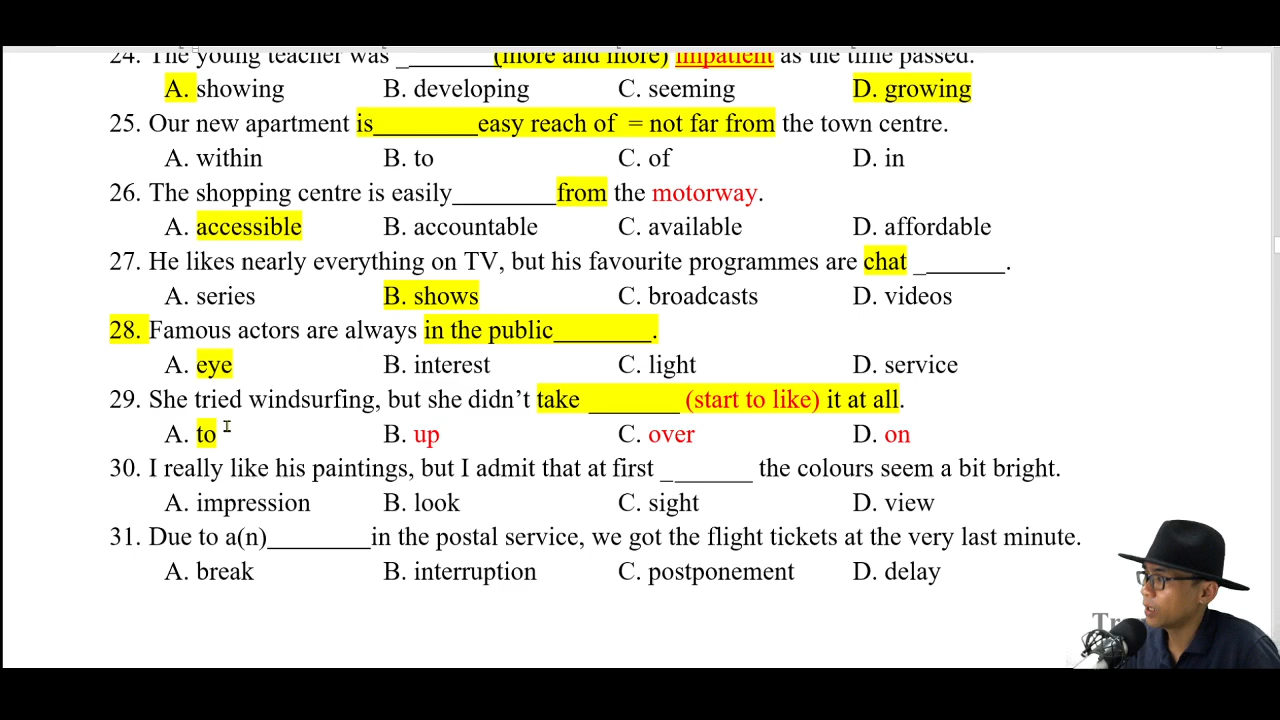 24. The young teacher was _______(more and more) impatient as the time passed.
A. showing B. developing C. seeming D. growing
25. Our new apartment is________easy reach of = not far from the town centre.
A. within B. to C. of D. in
26. The shopping centre is easily________from the motorway.
A. accessible B. accountable C. available D. affordable
27. He likes nearly everything on TV, but his favourite programmes are chat _______.
A. series B. shows C. broadcasts D. videos
28. Famous actors are always in the public________.
A. eye B. interest C. light D. service
29. She tried windsurfing, but she didn’t take _______ (start to like) it at all.
A. to B. up C. over D. on
30. I really like his paintings, but I admit that at first _______ the colours seem a bit bright.
A. impression B. look C. sight D. view
31. Due to a(n)________in the postal service, we got the flight tickets at the very last minute.
A. break B. interruption C. postponement D. delay